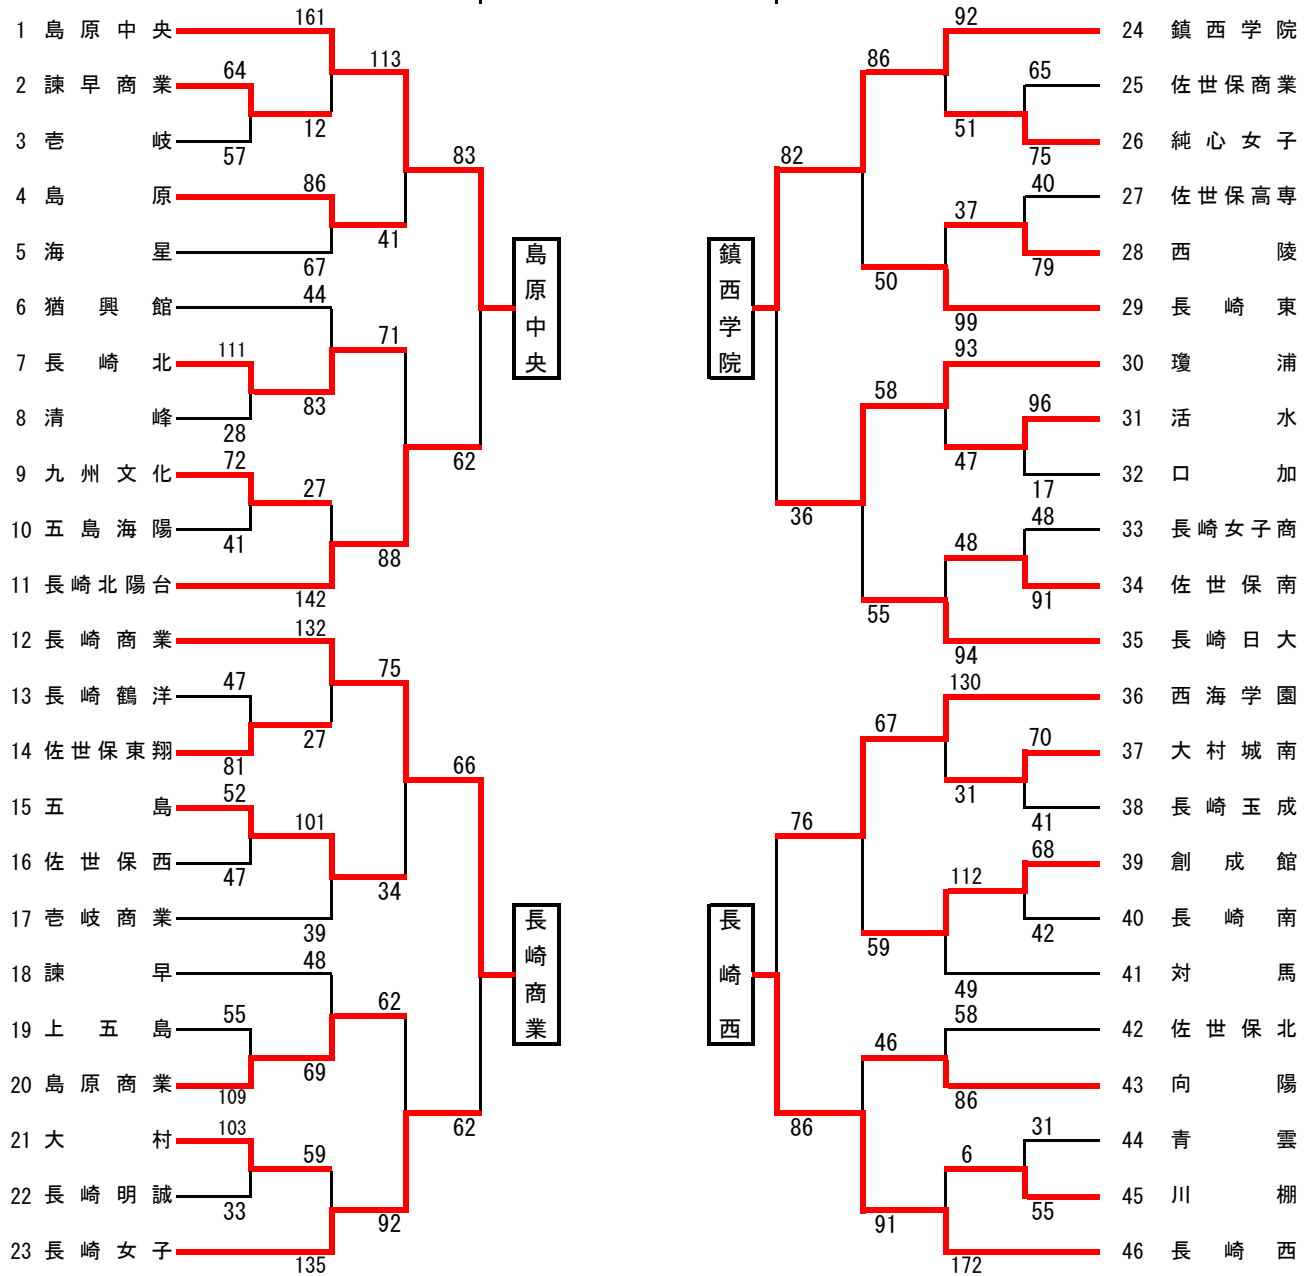 1 島原中央
2 諫早商業
3 壱岐
4 島原
5 海星
6 猶興館
7 長崎北
8 清峰
9 九州文化
10 五島海陽
11 長崎北陽台
12 長崎商業
13 長崎鶴洋
14 佐世保東翔
15 五島
16 佐世保西
17 壱岐商業
18 諫早
19 上五島
20 島原商業
21 大村
22 長崎明誠
23 長崎女子
64
57
111
28
72
41
47
81
52
47
55
109
103
33
161
12
86
67
44
83
27
142
132
27
101
39
48
69
59
135
113
41
71
88
75
34
62
92
83
62
66
62
島原中央
長崎商業
鎮西学院
長崎西
82
36
76
86
86
50
58
55
67
59
46
91
92
51
37
99
93
47
48
94
130
31
112
49
58
86
6
172
65
75
40
79
96
17
48
91
70
41
68
42
31
55
24 鎮西学院
25 佐世保商業
26 純心女子
27 佐世保高専
28 西陵
29 長崎東
30 瓊浦
31 活水
32 口加
33 長崎女子商
34 佐世保南
35 長崎日大
36 西海学園
37 大村城南
38 長崎玉成
39 創成館
40 長崎南
41 対馬
42 佐世保北
43 向陽
44 青雲
45 川棚
46 長崎西